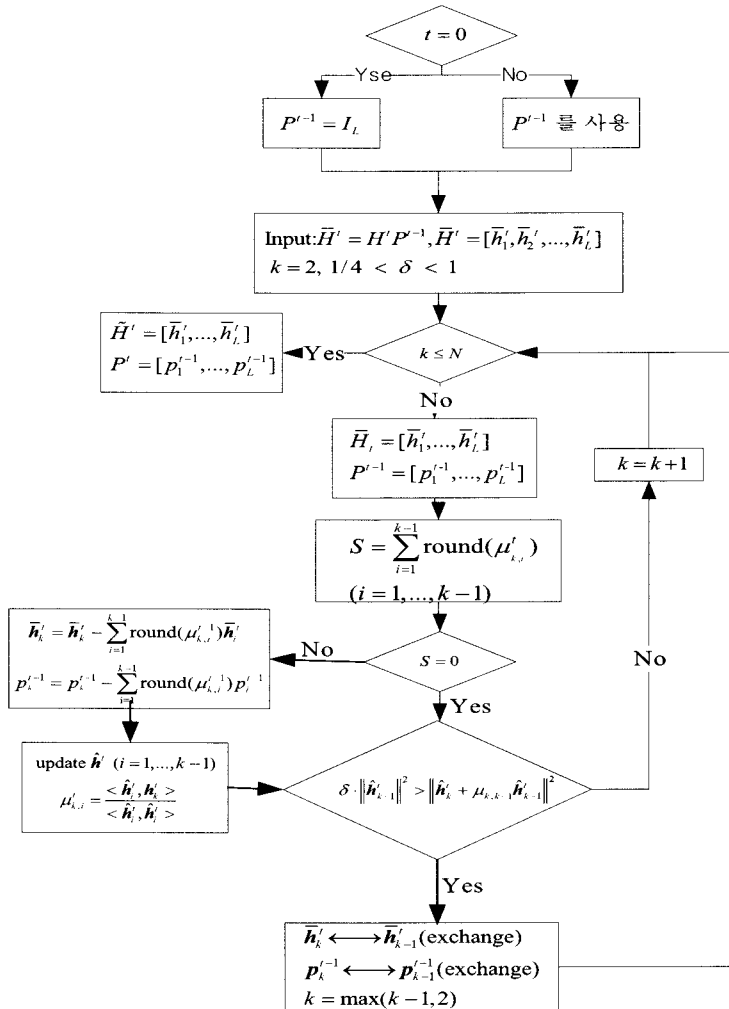 t = 0
Yse
No
P^{t-1} = I_L
P^{t-1} 를 사용
Input: H̄^t = H^t P^{t-1}, H̄^t = [h̄_1^t, h̄_2^t, ..., h̄_L^t]
k = 2, 1/4 < δ < 1
H̃^t = [h̄_1^t, ..., h̄_L^t]
P^t = [p_1^{t-1}, ..., p_L^{t-1}]
Yes
k ≤ N
No
H̄_t = [h̄_1^t, ..., h̄_L^t]
P^{t-1} = [p_1^{t-1}, ..., p_L^{t-1}]
k = k+1
S = ∑_{i=1}^{k-1} round(μ_{k,i}^t)
(i = 1, ..., k-1)
h̄_k^t = h̄_k^t - ∑_{i=1}^{k-1} round(μ_{k,i}^{t-1}) h̄_i^t
p_k^{t-1} = p_k^{t-1} - ∑_{i=1}^{k-1} round(μ_{k,i}^{t-1}) p_i^{t-1}
No
S = 0
No
Yes
update ĥ^t (i = 1, ..., k-1)
μ_{k,i}^t = < ĥ_i^t, h_k^t > / < ĥ_i^t, ĥ_i^t >
δ · ‖ĥ_{k-1}^t‖^2 > ‖ĥ_k^t + μ_{k,k-1} ĥ_{k-1}^t‖^2
Yes
h̄_k^t ⟷ h̄_{k-1}^t (exchange)
p_k^{t-1} ⟷ p_{k-1}^{t-1} (exchange)
k = max(k-1, 2)